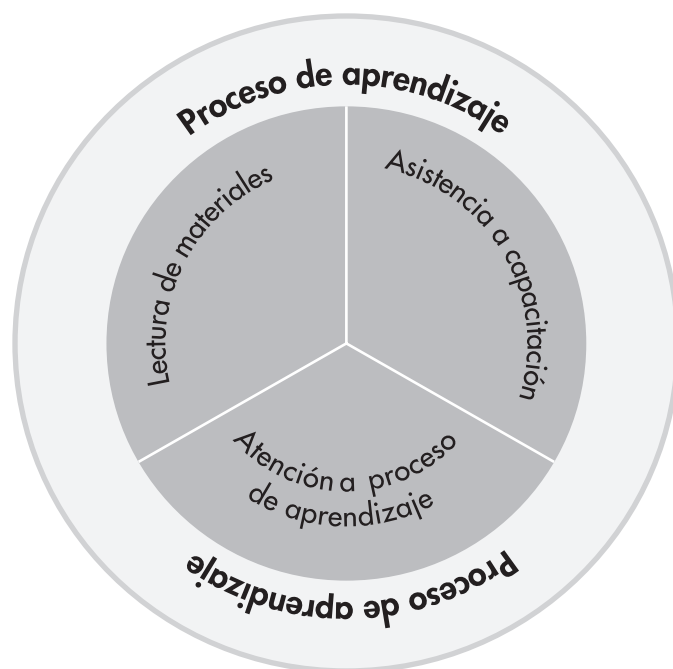 Proceso de aprendizaje
Lectura de materiales
Asistencia a capacitación
Atención a proceso
de aprendizaje
Proceso de aprendizaje